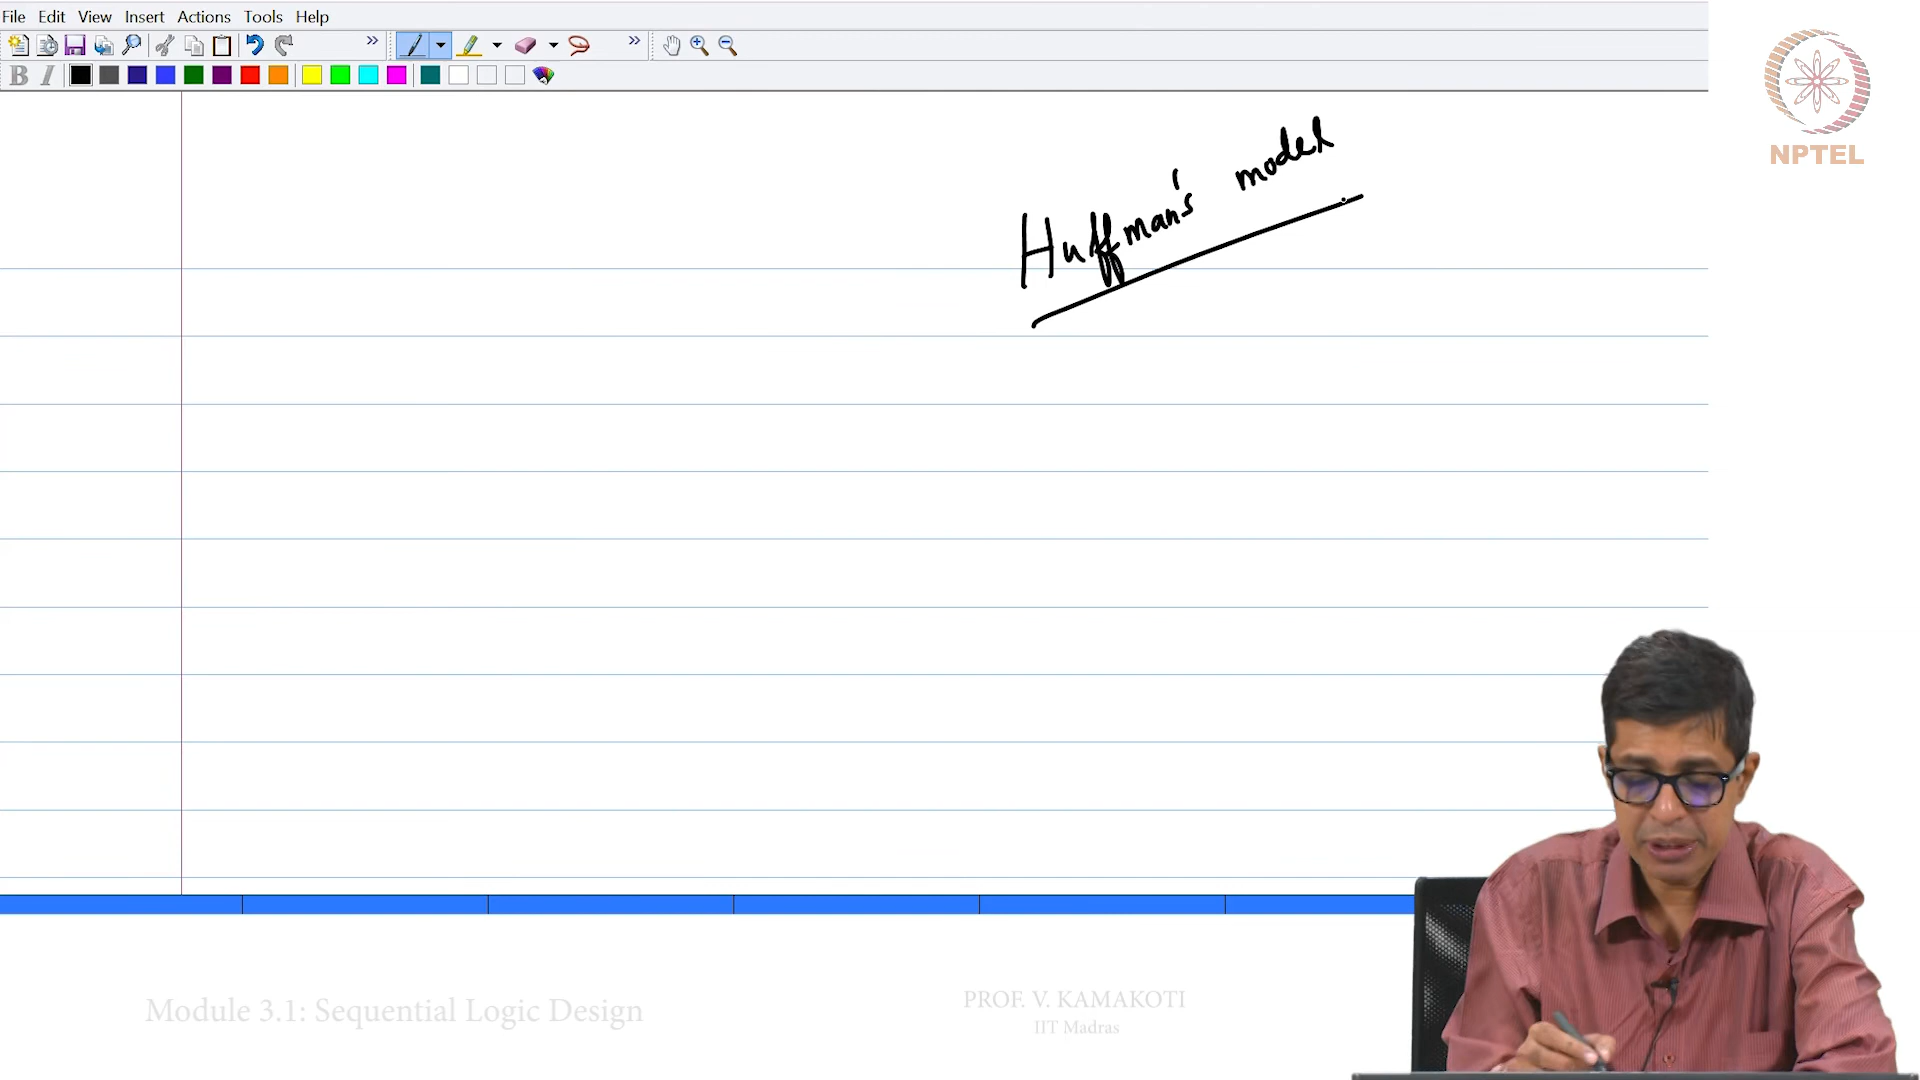 File Edit View Insert Actions Tools Help
B I
NPTEL
Huffman's model
Module 3.1: Sequential Logic Design
PROF. V. KAMAKOTI
IIT Madras